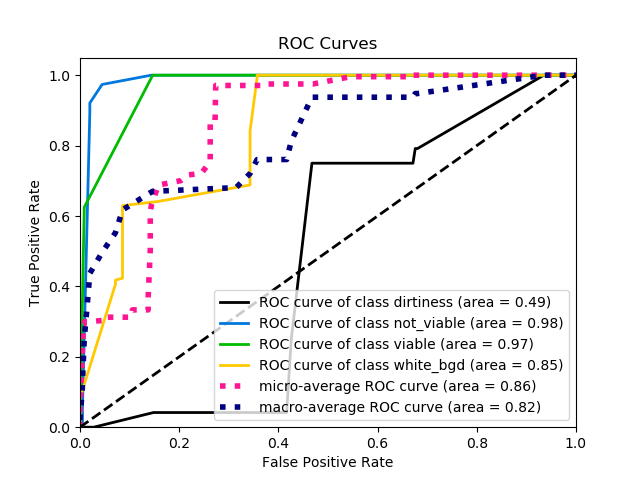 ROC Curves
1.0
0.8
0.6
0.4
0.2
0.0
True Positive Rate
ROC curve of class dirtiness (area = 0.49)
ROC curve of class not_viable (area = 0.98)
ROC curve of class viable (area = 0.97)
ROC curve of class white_bgd (area = 0.85)
micro-average ROC curve (area = 0.86)
macro-average ROC curve (area = 0.82)
0.0 0.2 0.4 0.6 0.8 1.0
False Positive Rate